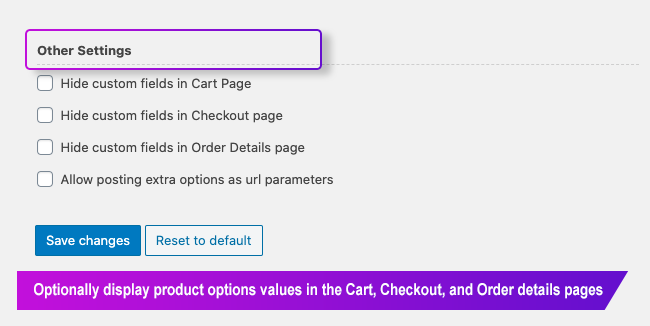 Other Settings
Hide custom fields in Cart Page
Hide custom fields in Checkout page
Hide custom fields in Order Details page
Allow posting extra options as url parameters
Save changes
Reset to default
Optionally display product options values in the Cart, Checkout, and Order details pages